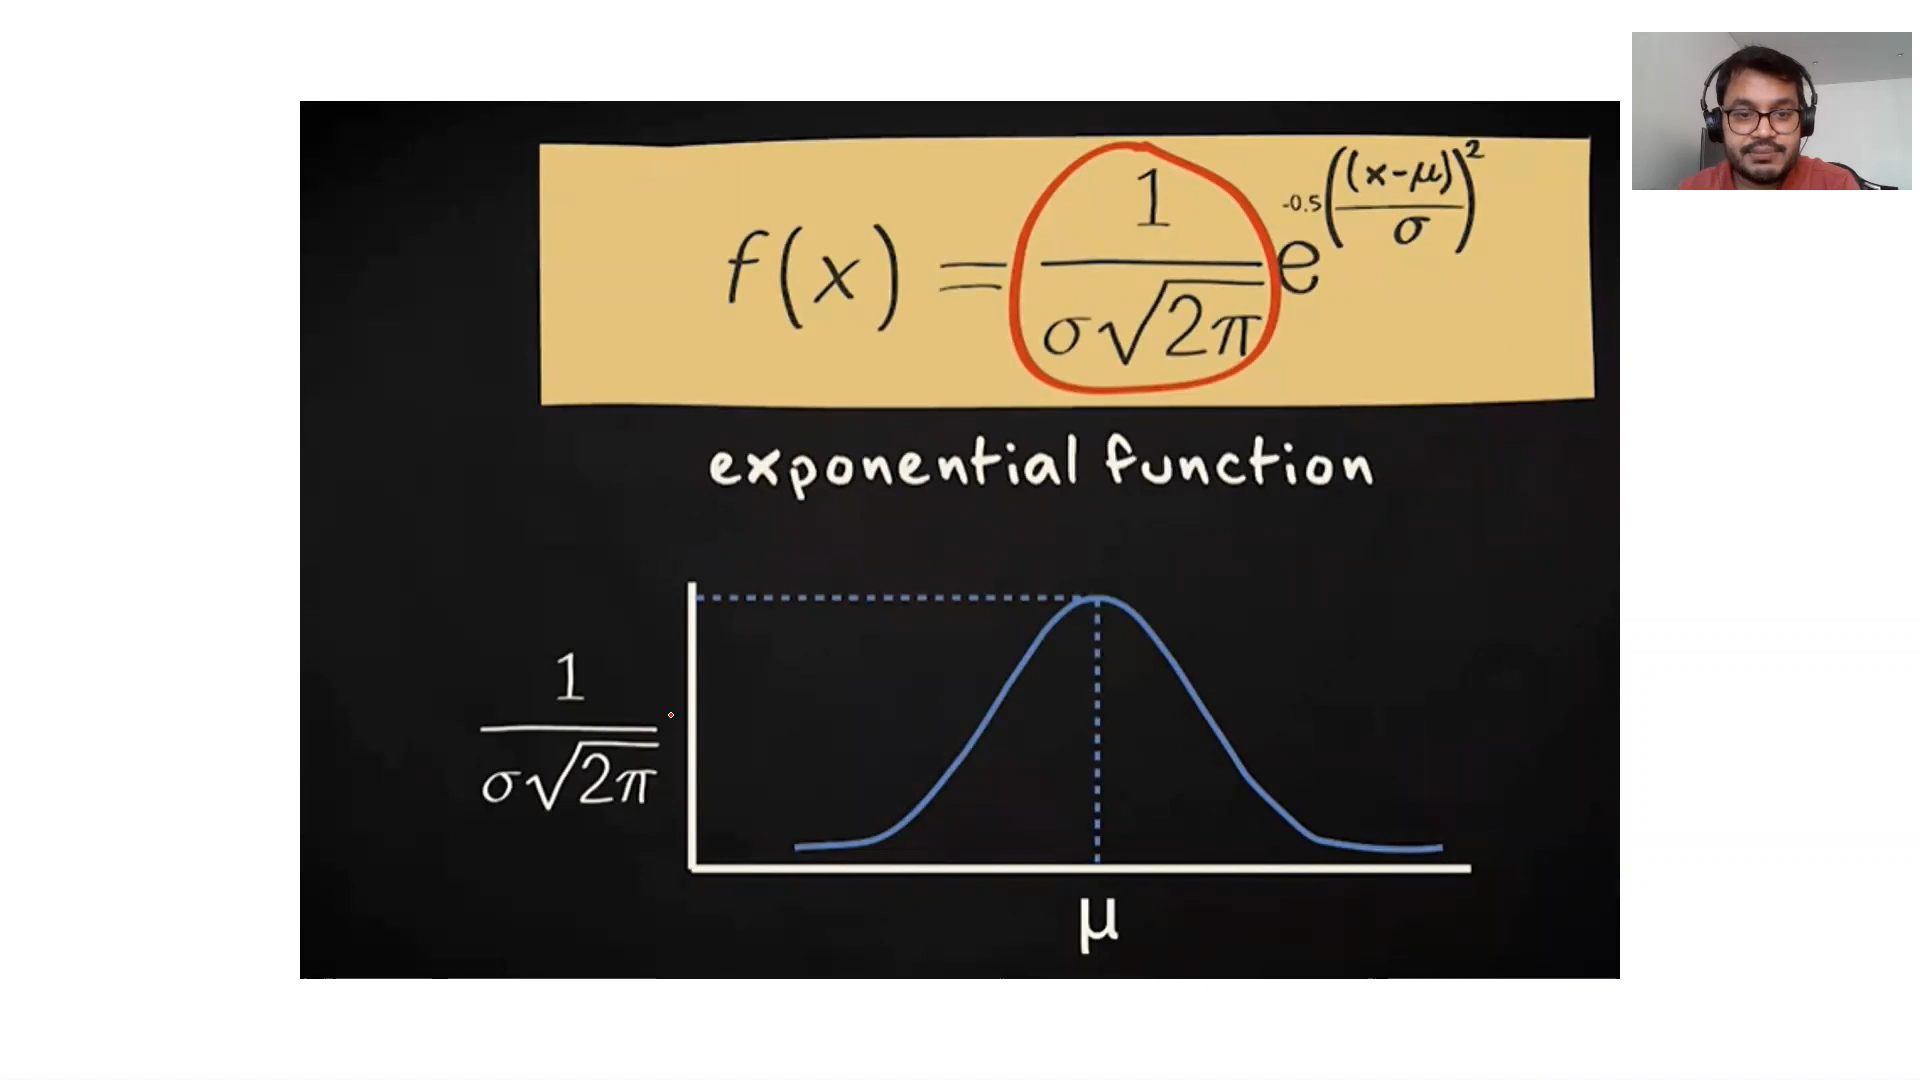 f(x) = 1/(σ√2π) e^(-0.5((x-μ)/σ)^2)
exponential function
1/(σ√2π)
μ